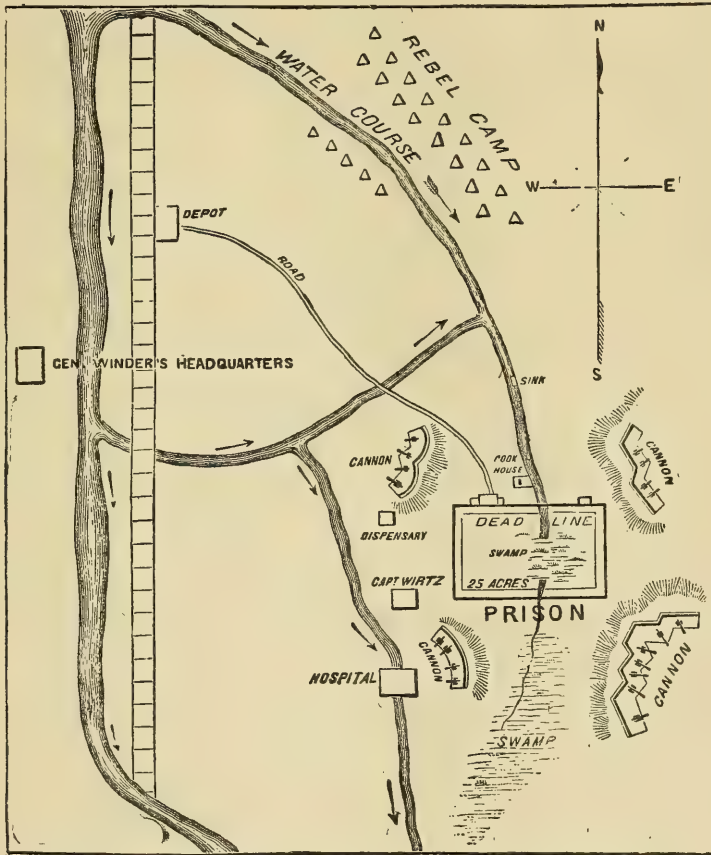 N
WATER COURSE
REBEL CAMP
W
E
S
DEPOT
ROAD
GEN. WINDER'S HEADQUARTERS
SINK
CANNON
COOK
HOUSE
CANNON
DISPENSARY
DEAD LINE
SWAMP
25 ACRES
CAPT WIRTZ
PRISON
CANNON
HOSPITAL
CANNON
SWAMP